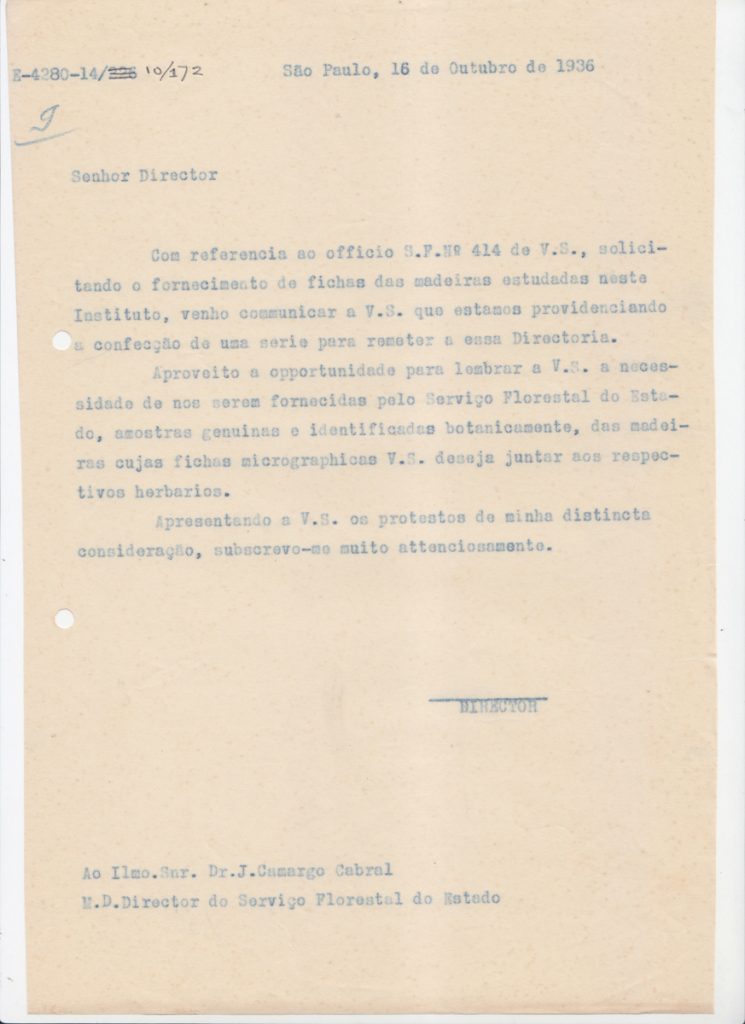 E-4280-14/226 10/172 São Paulo, 16 de Outubro de 1936
Senhor Director
Com referencia ao officio S.F.Nº 414 de V.S., solici-
tando o fornecimento de fichas das madeiras estudadas neste
Instituto, venho communicar a V.S. que estamos providenciando
a confecção de uma serie para remeter a essa Directoria.
Aproveito a opportunidade para lembrar a V.S. a neces-
sidade de nos serem fornecidas pelo Serviço Florestal do Esta-
do, amostras genuinas e identificadas botanicamente, das madei-
ras cujas fichas micrographicas V.S. deseja juntar aos respec-
tivos herbarios.
Apresentando a V.S. os protestos de minha distincta
consideração, subscrevo-me muito attenciosamente.
DIRECTOR
Ao Ilmo.Snr. Dr.J.Camargo Cabral
M.D.Director do Serviço Florestal do Estado